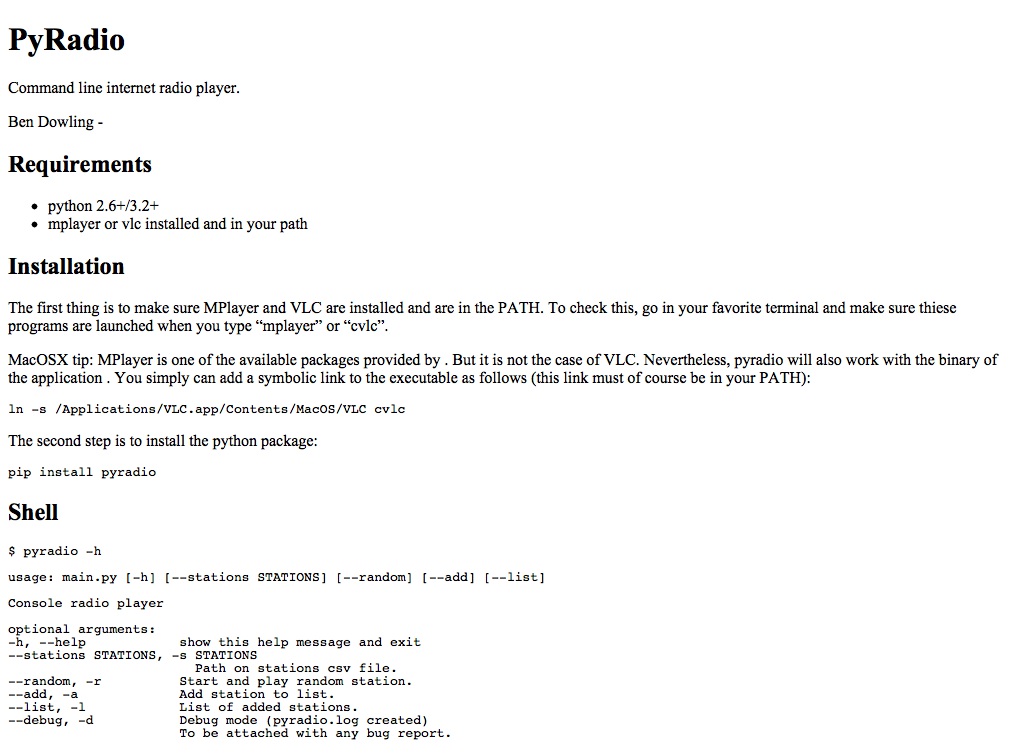 PyRadio
Command line internet radio player.
Ben Dowling -
Requirements
• python 2.6+/3.2+
• mplayer or vlc installed and in your path
Installation
The first thing is to make sure MPlayer and VLC are installed and are in the PATH. To check this, go in your favorite terminal and make sure thiese
programs are launched when you type “mplayer” or “cvlc”.
MacOSX tip: MPlayer is one of the available packages provided by . But it is not the case of VLC. Nevertheless, pyradio will also work with the binary of
the application . You simply can add a symbolic link to the executable as follows (this link must of course be in your PATH):
ln -s /Applications/VLC.app/Contents/MacOS/VLC cvlc
The second step is to install the python package:
pip install pyradio
Shell
$ pyradio -h
usage: main.py [-h] [--stations STATIONS] [--random] [--add] [--list]
Console radio player
optional arguments:
-h, --help            show this help message and exit
--stations STATIONS, -s STATIONS
                        Path on stations csv file.
--random, -r          Start and play random station.
--add, -a             Add station to list.
--list, -l            List of added stations.
--debug, -d           Debug mode (pyradio.log created)
                      To be attached with any bug report.